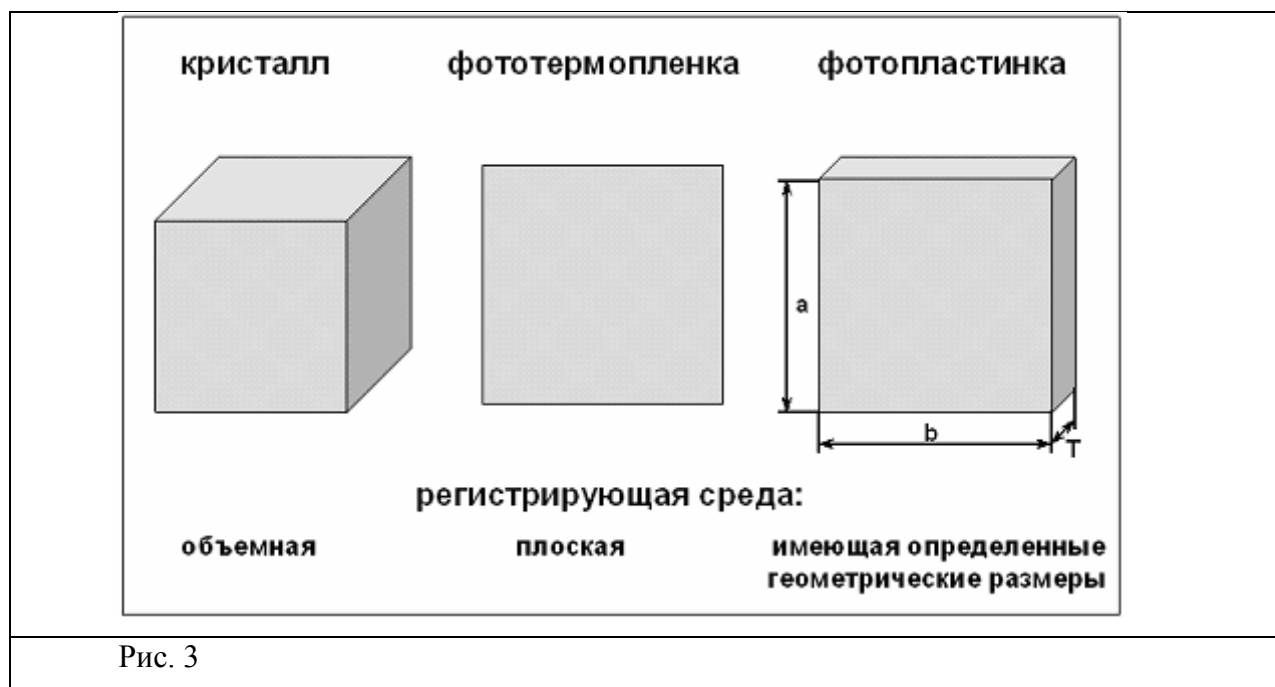 кристалл фототермопленка фотопластинка
a
b
T
регистрирующая среда:
объемная плоская имеющая определенные
геометрические размеры
Рис. 3